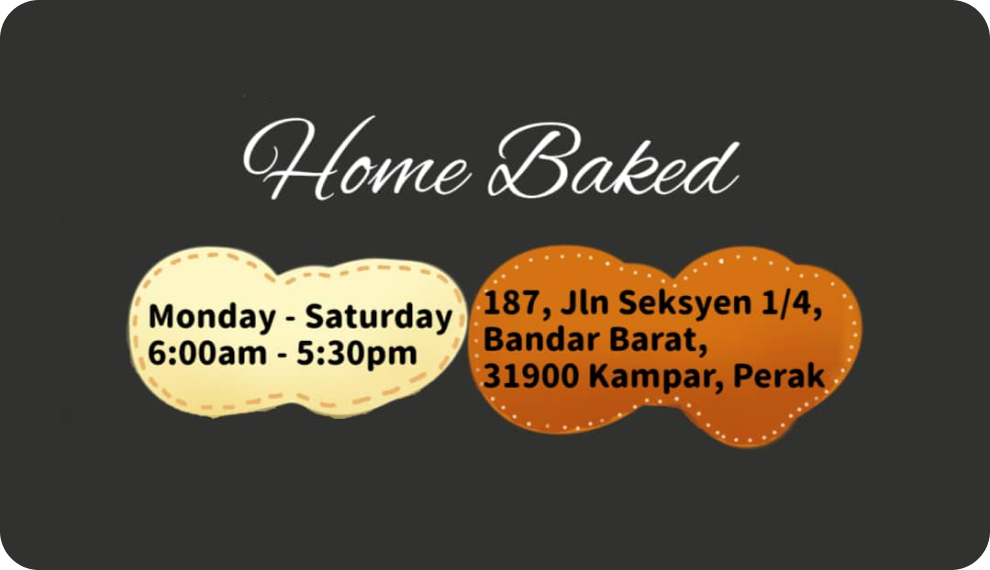 Home Baked
Monday - Saturday
6:00am - 5:30pm
187, Jln Seksyen 1/4,
Bandar Barat,
31900 Kampar, Perak